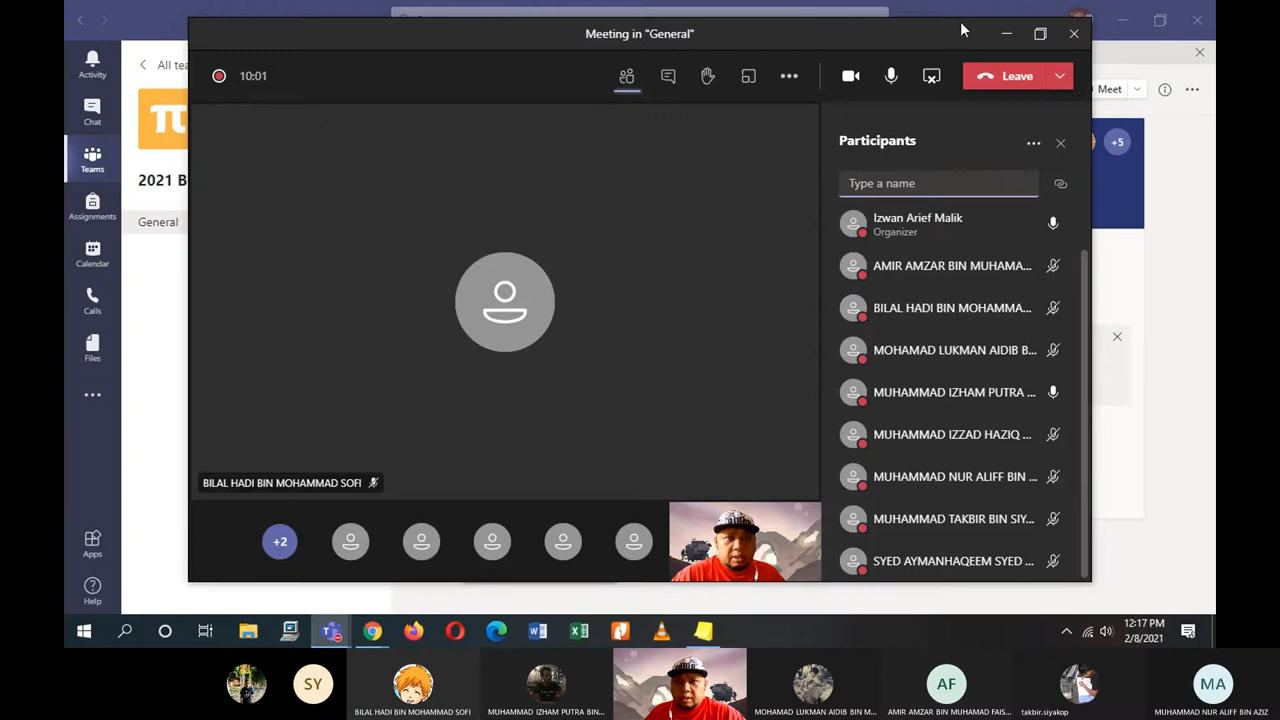 Meeting in "General"
10:01
Leave
Activity
Chat
Teams
Assignments
Calendar
Calls
Files
Apps
Help
All tea
π
2021 B
General
Meet
+5
Participants
Type a name
Izwan Arief Malik
Organizer
AMIR AMZAR BIN MUHAMA...
BILAL HADI BIN MOHAMMA...
MOHAMAD LUKMAN AIDIB B...
MUHAMMAD IZHAM PUTRA ...
MUHAMMAD IZZAD HAZIQ ...
MUHAMMAD NUR ALIFF BIN ...
MUHAMMAD TAKBIR BIN SIY...
SYED AYMANHAQEEM SYED ...
BILAL HADI BIN MOHAMMAD SOFI
+2
12:17 PM
2/8/2021
SY
AF
MA
BILAL HADI BIN MOHAMMAD SOFI
MUHAMMAD IZHAM PUTRA BIN...
MOHAMAD LUKMAN AIDIB BIN M...
AMIR AMZAR BIN MUHAMAD FAIS...
takbir.siyakop
MUHAMMAD NUR ALIFF BIN AZIZ